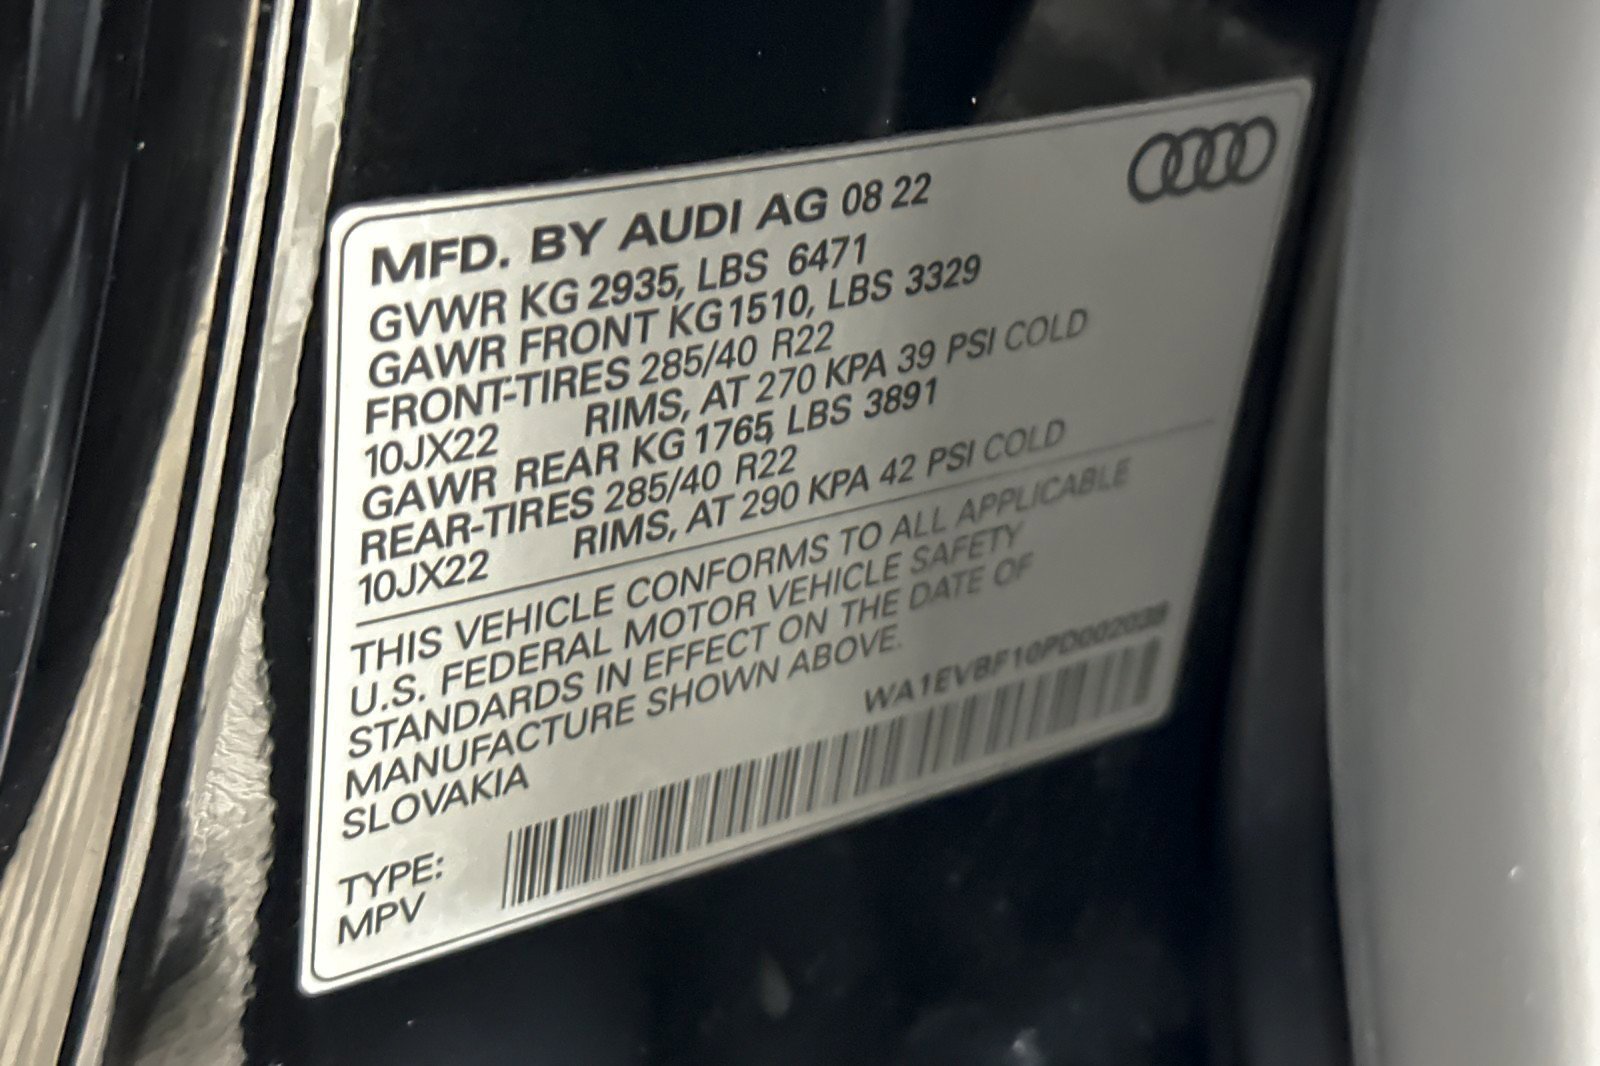 MFD. BY AUDI AG 08 22
GVWR KG 2935, LBS 6471
GAWR FRONT KG 1510, LBS 3329
FRONT-TIRES 285/40 R22
10JX22 RIMS, AT 270 KPA 39 PSI COLD
GAWR REAR KG 1765, LBS 3891
REAR-TIRES 285/40 R22
10JX22 RIMS, AT 290 KPA 42 PSI COLD
THIS VEHICLE CONFORMS TO ALL APPLICABLE
U.S. FEDERAL MOTOR VEHICLE SAFETY
STANDARDS IN EFFECT ON THE DATE OF
MANUFACTURE SHOWN ABOVE.
SLOVAKIA
TYPE:
MPV